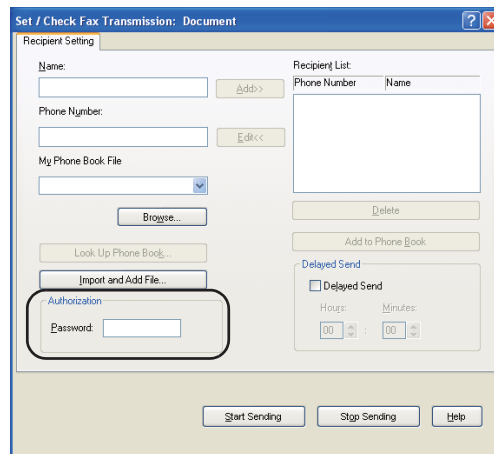 Set / Check Fax Transmission: Document
Recipient Setting
Name:
Add>>
Phone Number:
Edit<<
My Phone Book File
Browse...
Look Up Phone Book...
Import and Add File...
Authorization
Password:
Recipient List:
Phone Number Name
Delete
Add to Phone Book
Delayed Send
Delayed Send
Hours: Minutes:
00 : 00
Start Sending Stop Sending Help